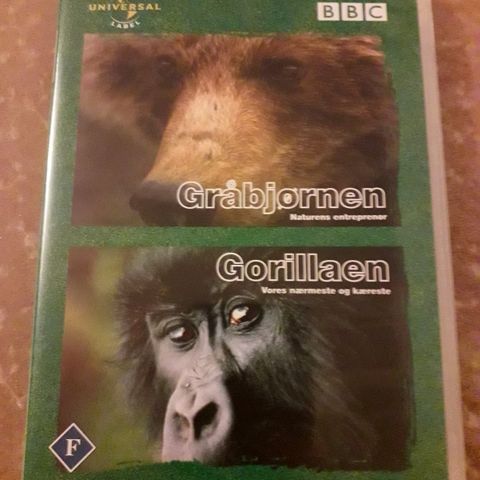 UNIVERSAL
LABEL
BBC
Gråbjørnen
Naturens entreprenør
Gorillaen
Vores nærmeste og kæreste
F